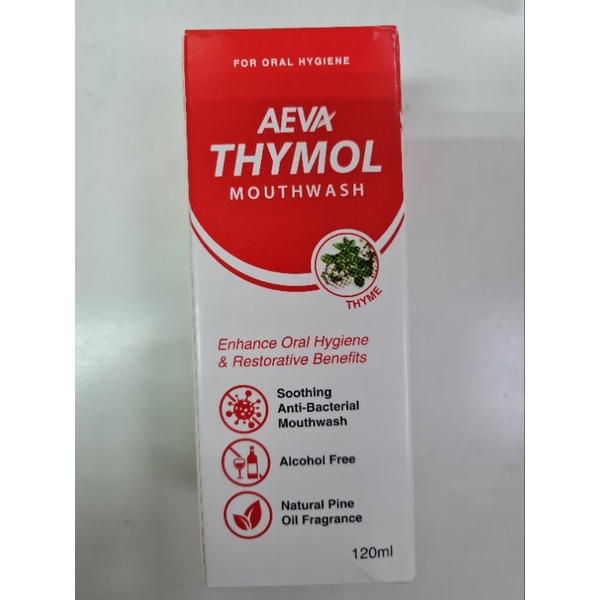 FOR ORAL HYGIENE
AEVA
THYMOL
MOUTHWASH
THYME
Enhance Oral Hygiene
& Restorative Benefits
Soothing
Anti-Bacterial
Mouthwash
Alcohol Free
Natural Pine
Oil Fragrance
120ml